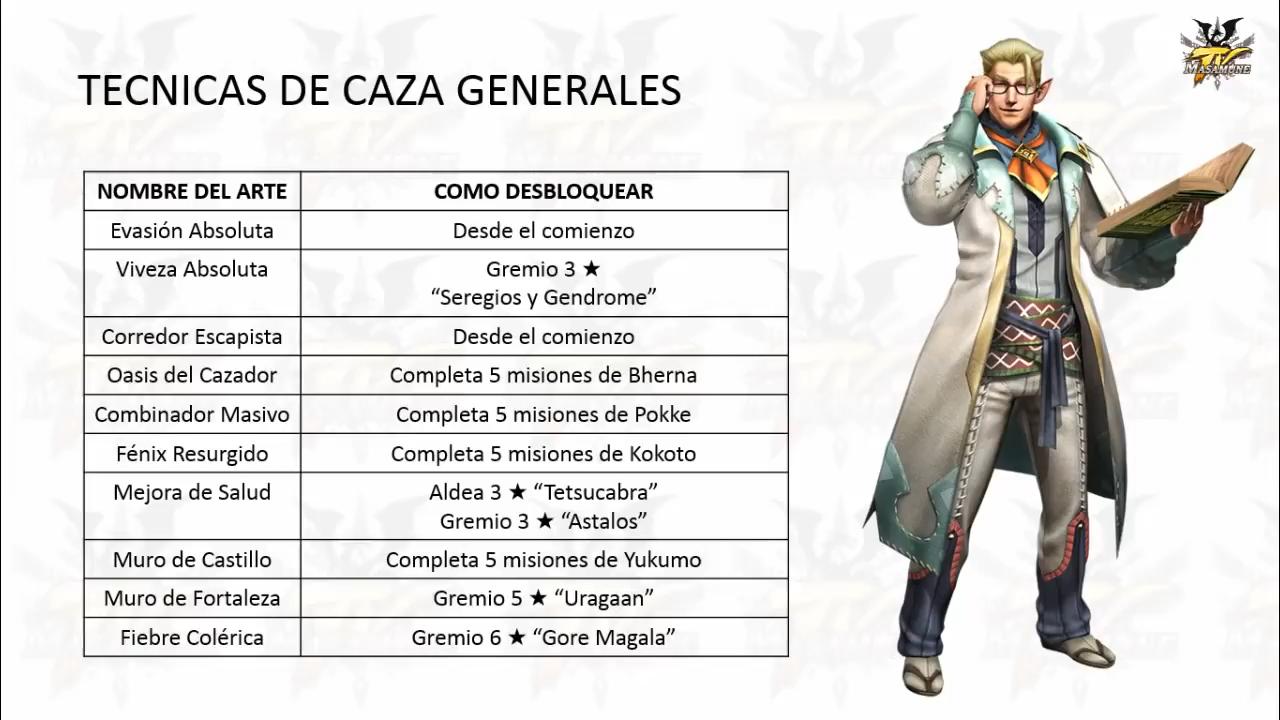 TECNICAS DE CAZA GENERALES
TV
MASAMUNE
NOMBRE DEL ARTE COMO DESBLOQUEAR
Evasión Absoluta Desde el comienzo
Viveza Absoluta Gremio 3 ★
“Seregios y Gendrome”
Corredor Escapista Desde el comienzo
Oasis del Cazador Completa 5 misiones de Bherna
Combinador Masivo Completa 5 misiones de Pokke
Fénix Resurgido Completa 5 misiones de Kokoto
Mejora de Salud Aldea 3 ★ “Tetsucabra”
Gremio 3 ★ “Astalos”
Muro de Castillo Completa 5 misiones de Yukumo
Muro de Fortaleza Gremio 5 ★ “Uragaan”
Fiebre Colérica Gremio 6 ★ “Gore Magala”